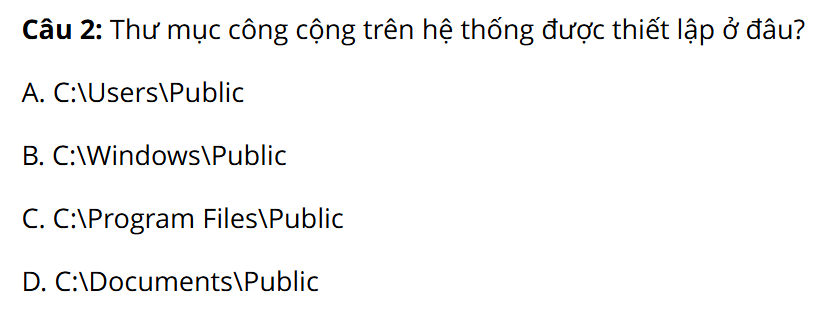 Câu 2: Thư mục công cộng trên hệ thống được thiết lập ở đâu?
A. C:\Users\Public
B. C:\Windows\Public
C. C:\Program Files\Public
D. C:\Documents\Public